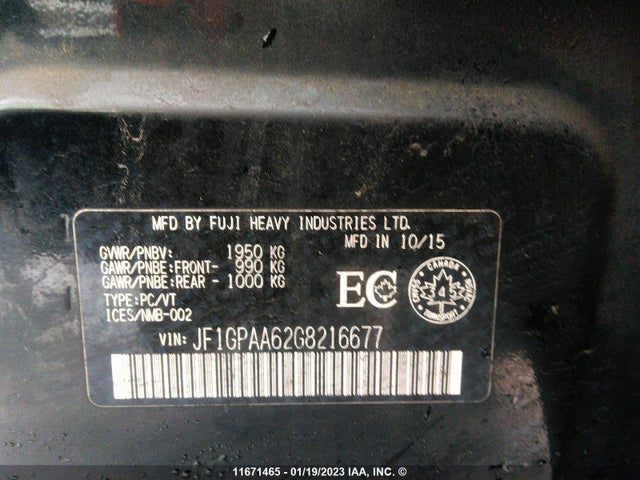 MFD BY FUJI HEAVY INDUSTRIES LTD.
MFD IN 10/15
GVWR/PNBV: 1950 KG
GAWR/PNBE:FRONT- 990 KG
GAWR/PNBE:REAR - 1000 KG
TYPE:PC/VT
ICES/NMB-002
EC
CANADA
TRANSPORT
VIN: JF1GPAA62G8216677
11671465 - 01/19/2023 IAA, INC. ©